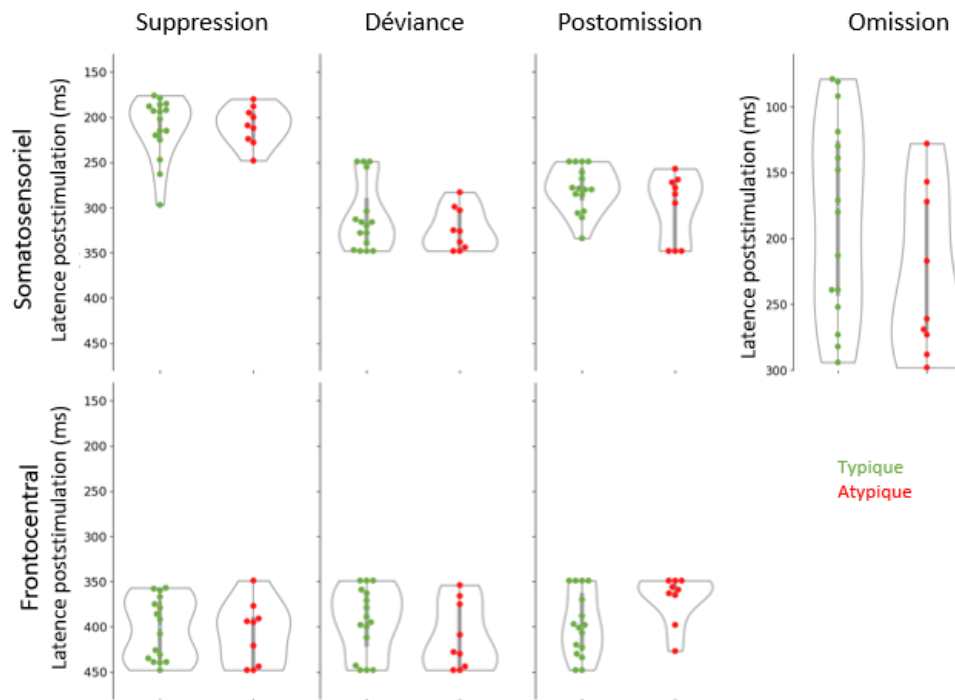 Suppression
Déviance
Postomission
Omission
Somatosensoriel
Latence poststimulation (ms)
150
200
250
300
350
400
450
Latence poststimulation (ms)
100
150
200
250
300
Frontocentral
Latence poststimulation (ms)
150
200
250
300
350
400
450
Typique
Atypique